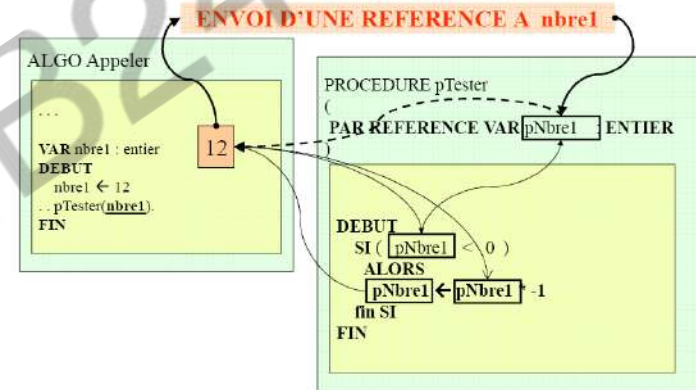 ENVOI D'UNE REFERENCE A nbre1
ALGO Appeler
. . .
VAR nbre1 : entier
DEBUT
nbre1 ← 12
. . pTester(nbre1).
FIN
12
PROCEDURE pTester
(
PAR REFERENCE VAR pNbre1 : ENTIER
)
DEBUT
SI ( pNbre1 < 0 )
ALORS
pNbre1 ← pNbre1 * -1
fin SI
FIN